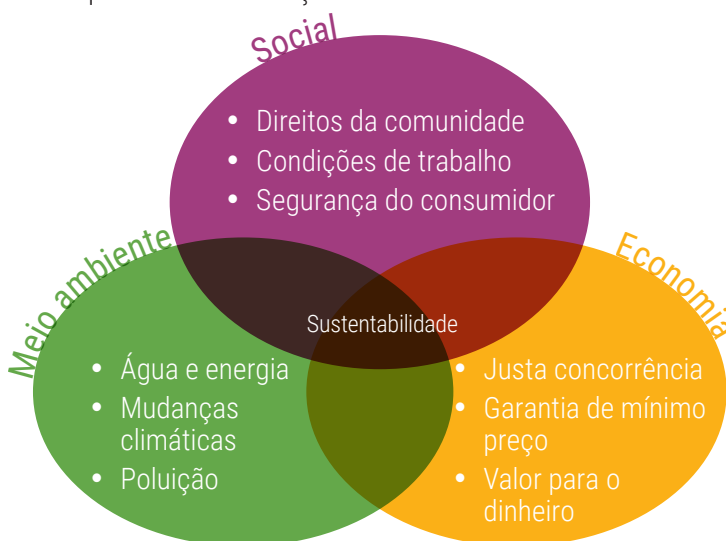 Social
• Direitos da comunidade
• Condições de trabalho
• Segurança do consumidor
Meio ambiente
Economia
Sustentabilidade
• Água e energia
• Mudanças
climáticas
• Poluição
• Justa concorrência
• Garantia de mínimo
preço
• Valor para o
dinheiro